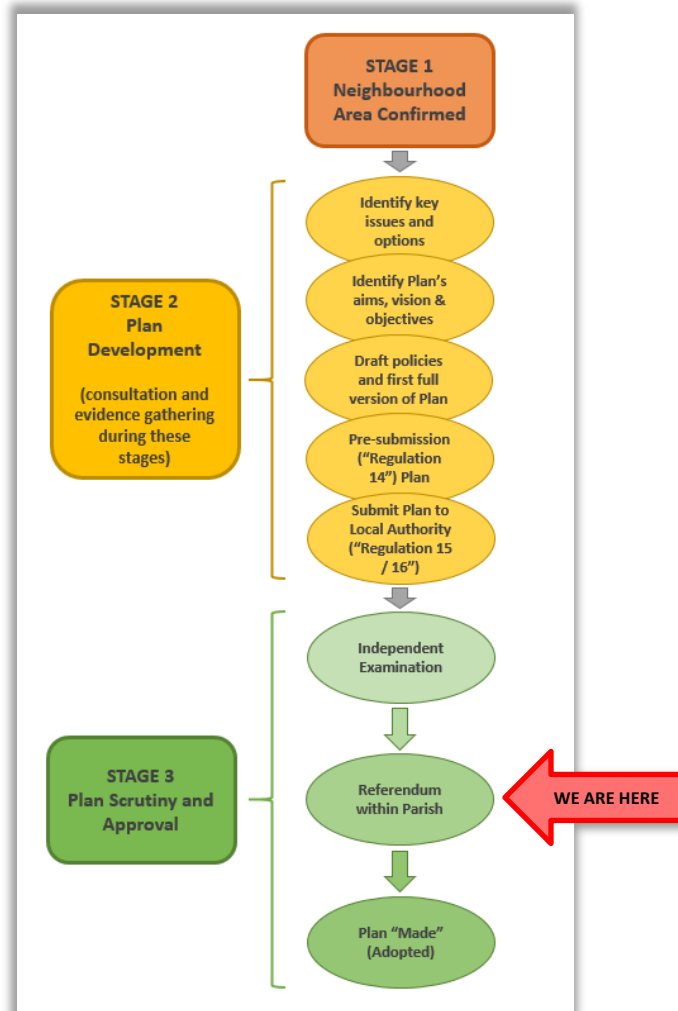 STAGE 1
Neighbourhood
Area Confirmed
Identify key
issues and
options
Identify Plan's
aims, vision &
objectives
STAGE 2
Plan
Development
(consultation and
evidence gathering
during these
stages)
Draft policies
and first full
version of Plan
Pre-submission
("Regulation
14") Plan
Submit Plan to
Local Authority
("Regulation 15
/ 16")
Independent
Examination
STAGE 3
Plan Scrutiny and
Approval
Referendum
within Parish
WE ARE HERE
Plan "Made"
(Adopted)